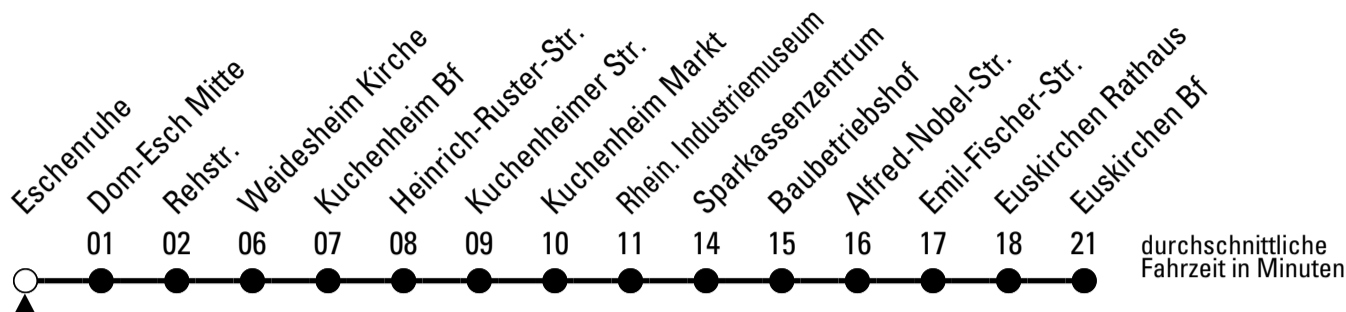 Eschenruhe
Dom-Esch Mitte
Rehstr.
Weidesheim Kirche
Kuchenheim Bf
Heinrich-Ruster-Str.
Kuchenheimer Str.
Kuchenheim Markt
Rhein. Industriemuseum
Sparkassenzentrum
Baubetriebshof
Alfred-Nobel-Str.
Emil-Fischer-Str.
Euskirchen Rathaus
Euskirchen Bf
01 02 06 07 08 09 10 11 14 15 16 17 18 21
durchschnittliche
Fahrzeit in Minuten